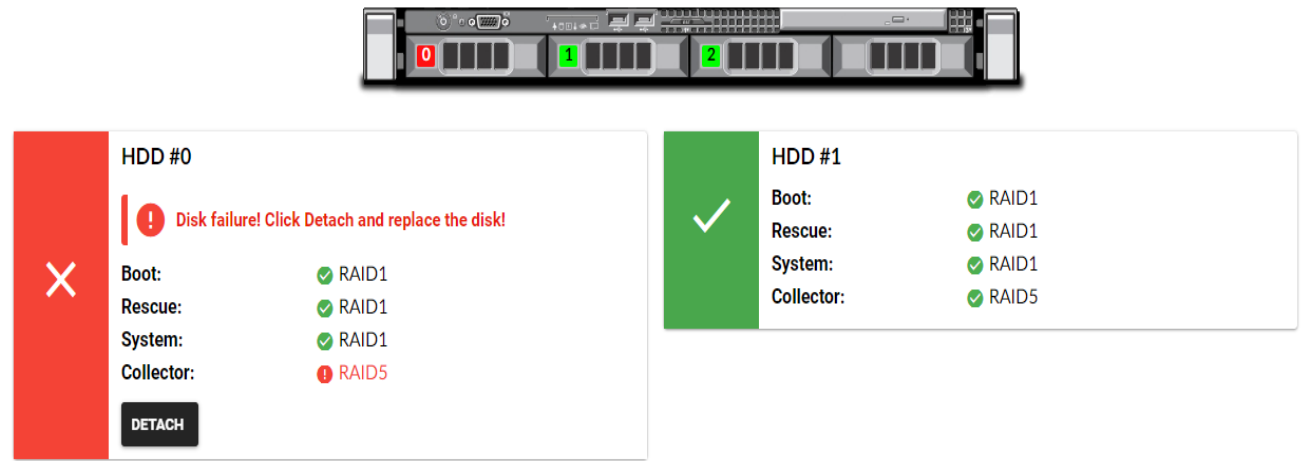 0 1 2
HDD #0
Disk failure! Click Detach and replace the disk!
Boot: RAID1
Rescue: RAID1
System: RAID1
Collector: RAID5
DETACH
HDD #1
Boot: RAID1
Rescue: RAID1
System: RAID1
Collector: RAID5